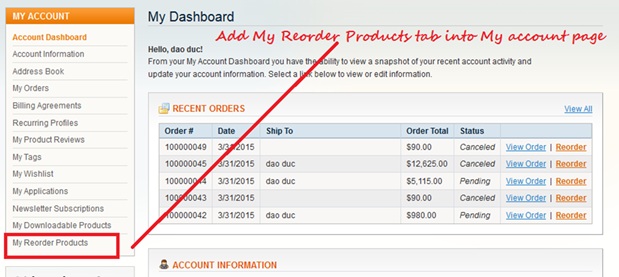 MY ACCOUNT
Account Dashboard
Account Information
Address Book
My Orders
Billing Agreements
Recurring Profiles
My Product Reviews
My Tags
My Wishlist
My Applications
Newsletter Subscriptions
My Downloadable Products
My Reorder Products
My Dashboard
Add My Reorder Products tab into My account page
Hello, dao duc!
From your My Account Dashboard you have the ability to view a snapshot of your recent account activity and
update your account information. Select a link below to view or edit information.
RECENT ORDERS View All
Order # Date Ship To Order Total Status
100000049 3/31/2015 $90.00 Canceled View Order | Reorder
100000045 3/31/2015 dao duc $12,625.00 Canceled View Order | Reorder
100000044 3/31/2015 dao duc $5,115.00 Pending View Order | Reorder
100000043 3/31/2015 $90.00 Canceled View Order | Reorder
100000042 3/31/2015 dao duc $980.00 Pending View Order | Reorder
ACCOUNT INFORMATION